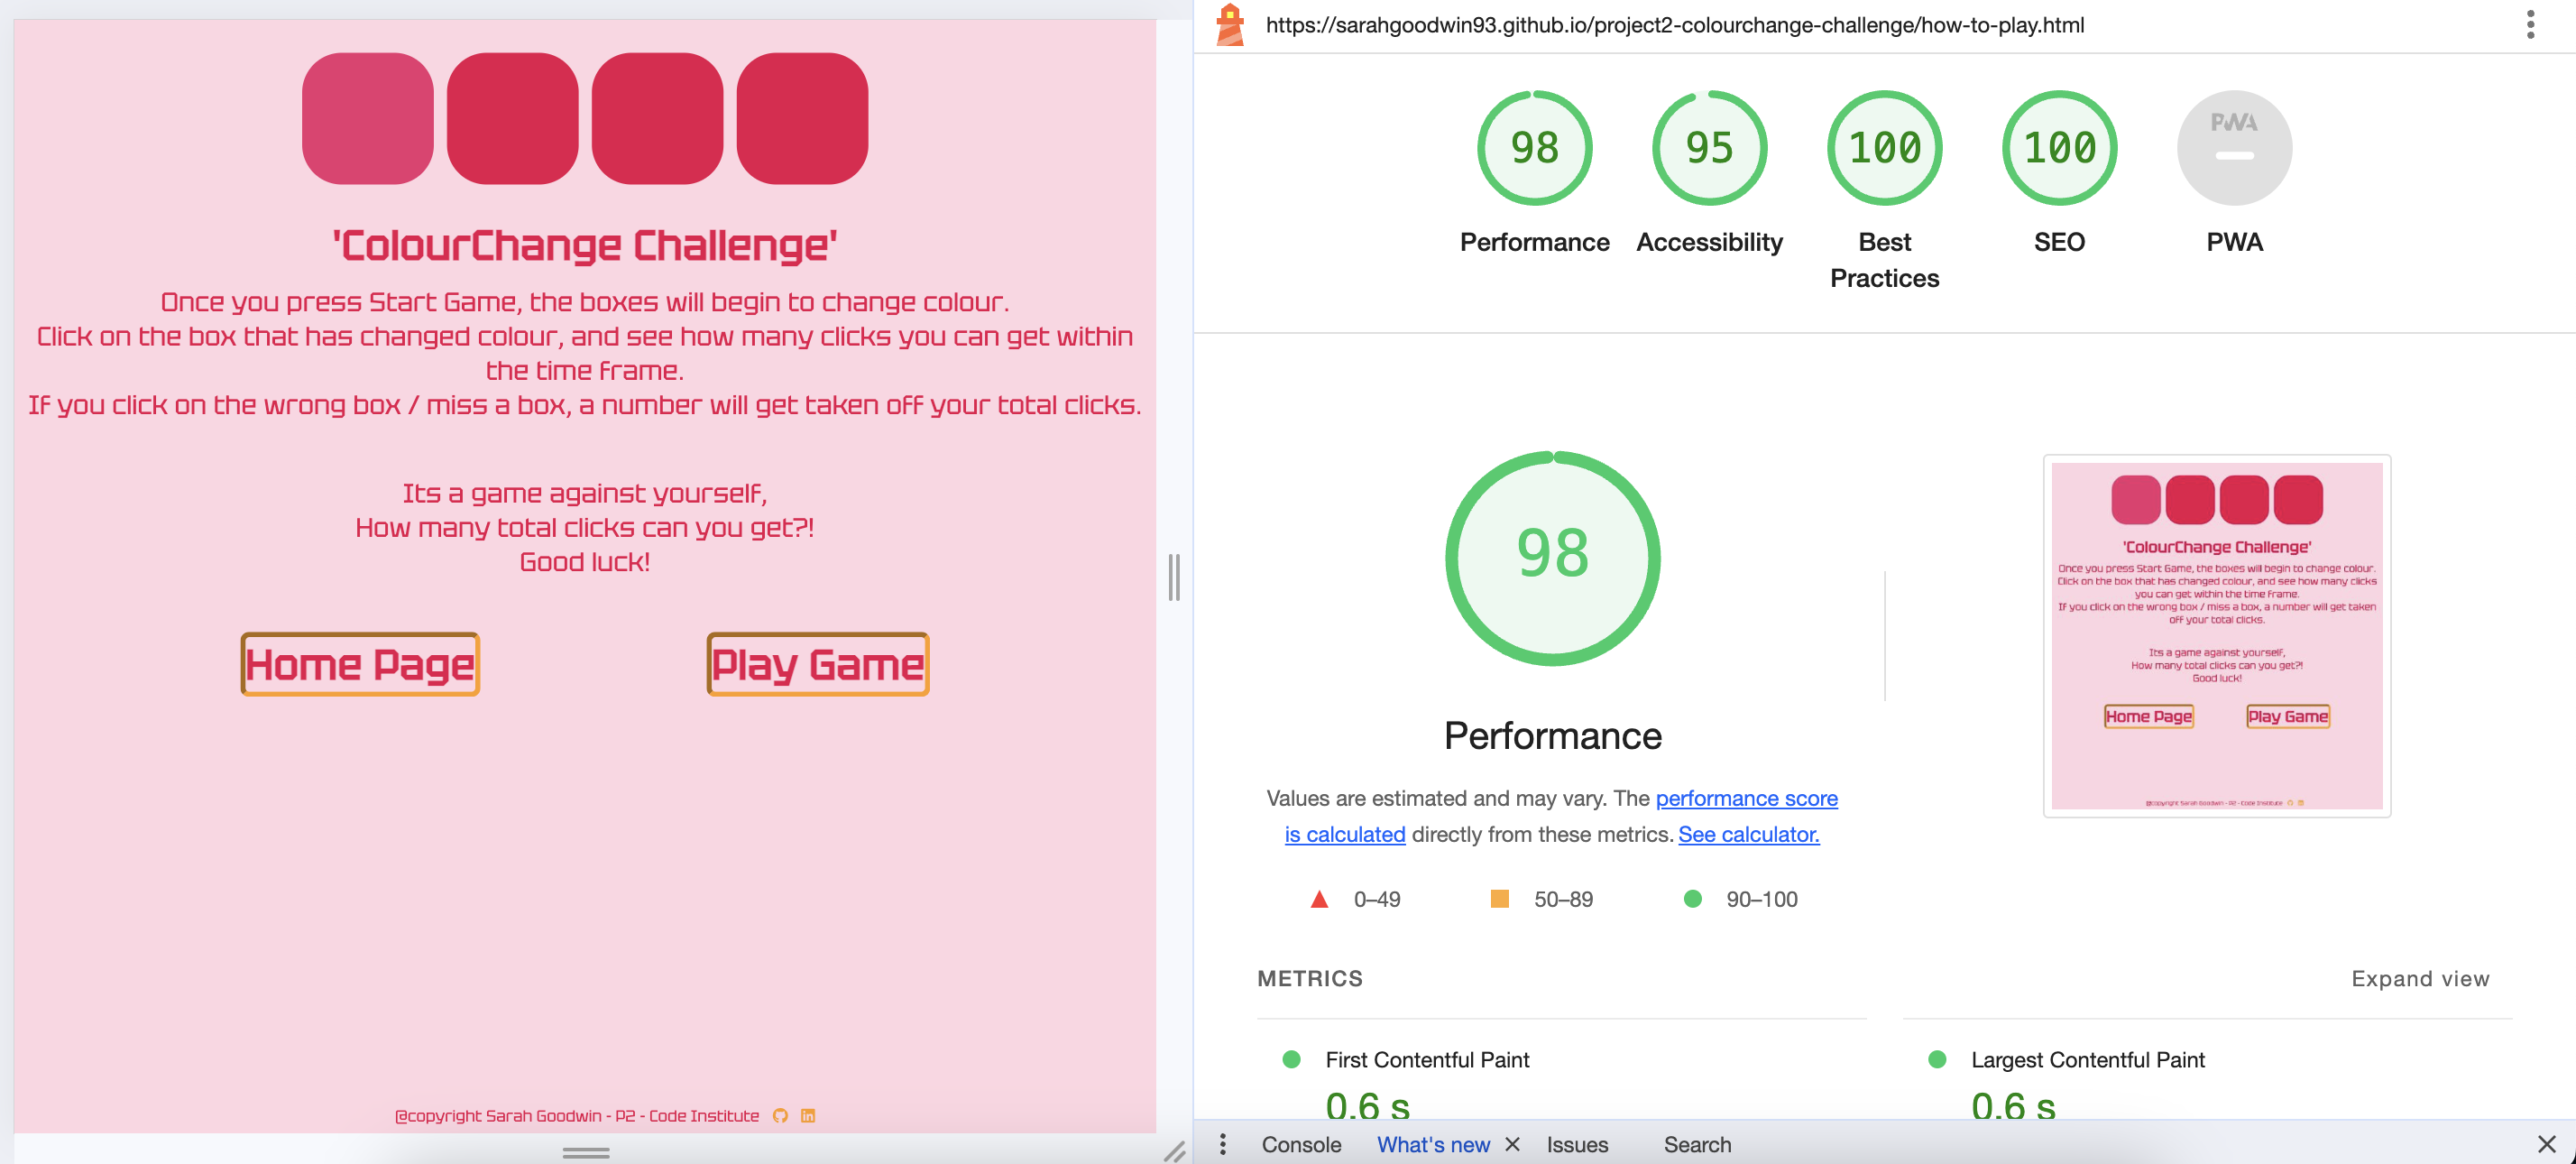 'ColourChange Challenge'
Once you press Start Game, the boxes will begin to change colour.
Click on the box that has changed colour, and see how many clicks you can get within
the time frame.
If you click on the wrong box / miss a box, a number will get taken off your total clicks.
Its a game against yourself,
How many total clicks can you get?!
Good luck!
Home Page
Play Game
@copyright Sarah Goodwin - P2 - Code Institute
https://sarahgoodwin93.github.io/project2-colourchange-challenge/how-to-play.html
98
95
100
100
PWA
Performance
Accessibility
Best
Practices
SEO
PWA
98
Performance
Values are estimated and may vary. The performance score
is calculated directly from these metrics. See calculator.
0–49
50–89
90–100
'ColourChange Challenge'
Once you press Start Game, the boxes will begin to change colour.
Click on the box that has changed colour, and see how many clicks
you can get within the time frame.
If you click on the wrong box / miss a box, a number will get taken
off your total clicks.
Its a game against yourself,
How many total clicks can you get?!
Good luck!
Home Page
Play Game
@copyright Sarah Goodwin - P2 - Code Institute
METRICS
Expand view
First Contentful Paint
0.6 s
Largest Contentful Paint
0.6 s
Console
What's new
Issues
Search